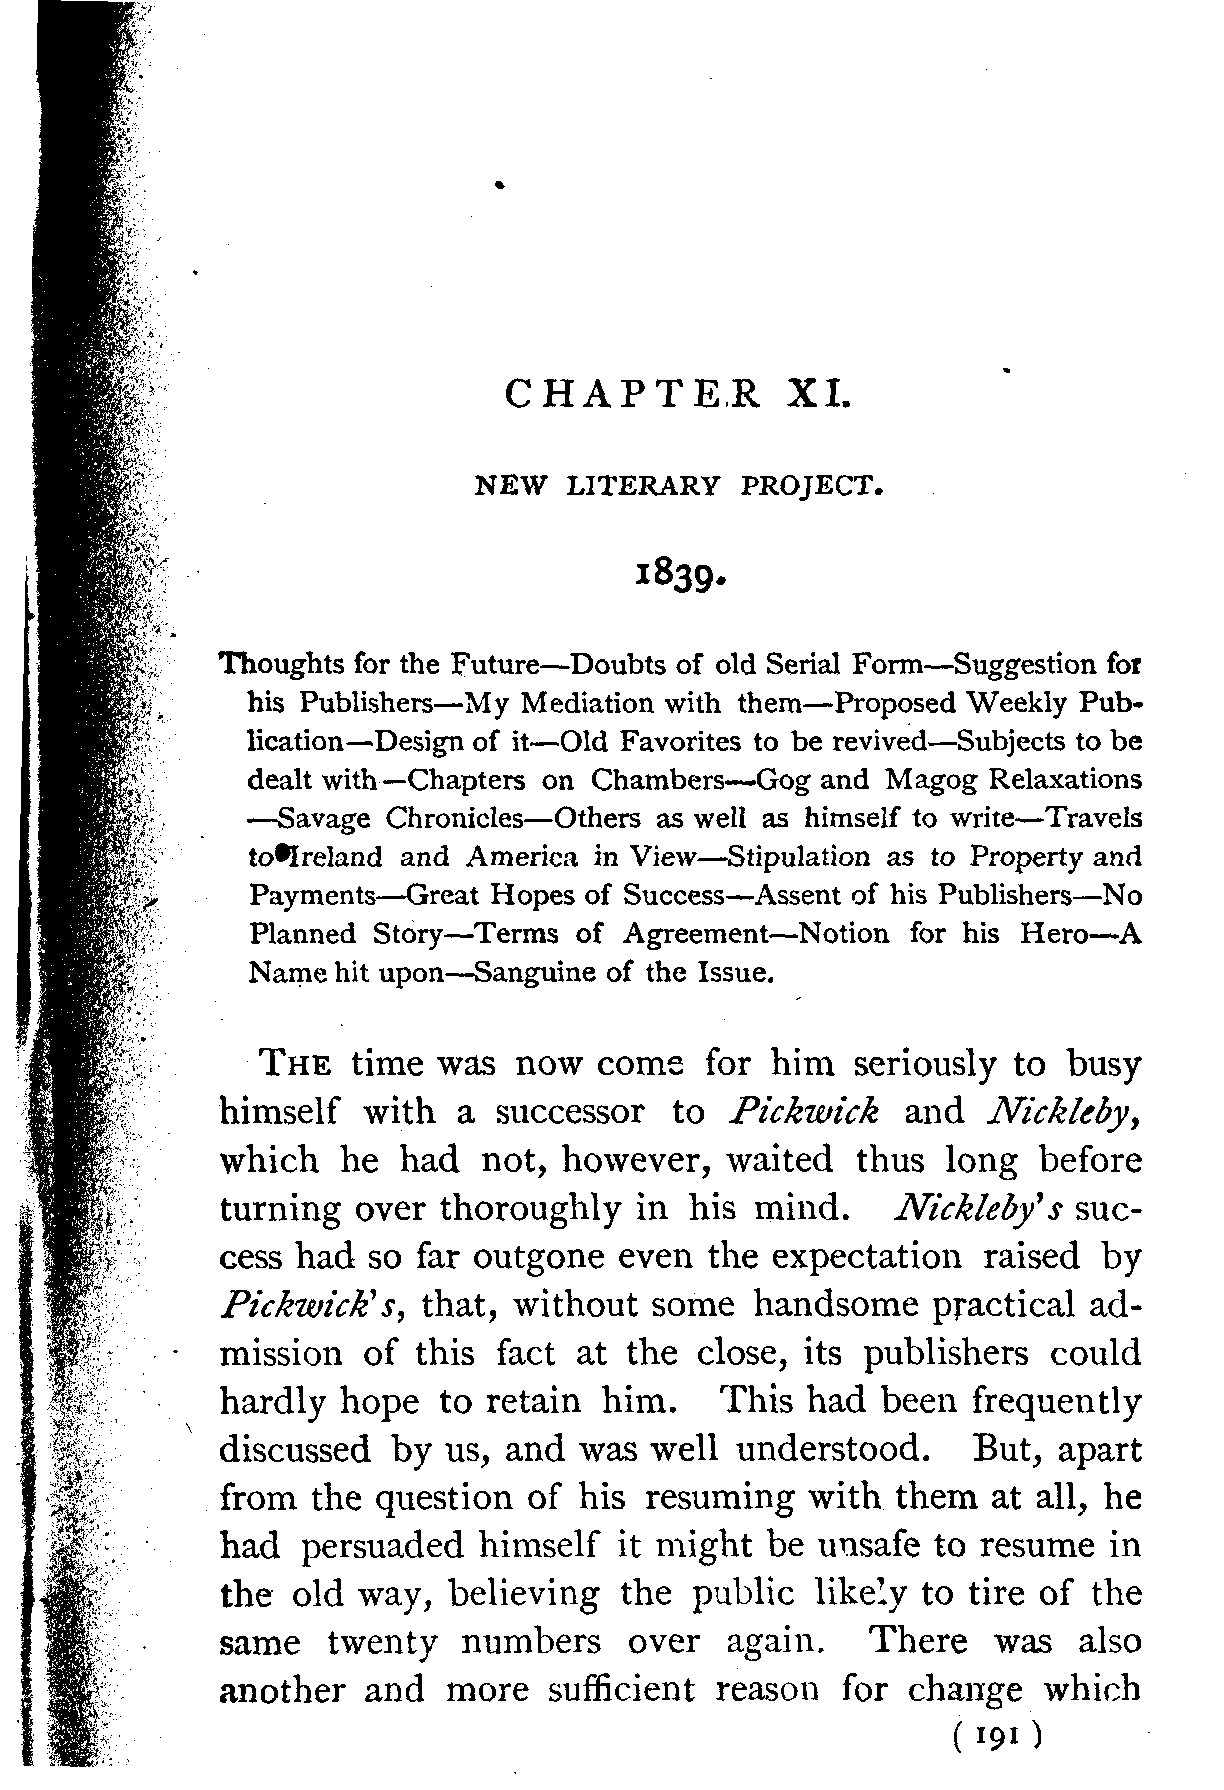 CHAPTER XI.
NEW LITERARY PROJECT.
1839.
Thoughts for the Future—Doubts of old Serial Form—Suggestion for
his Publishers—My Mediation with them—Proposed Weekly Pub-
lication—Design of it—Old Favorites to be revived—Subjects to be
dealt with—Chapters on Chambers—Gog and Magog Relaxations
—Savage Chronicles—Others as well as himself to write—Travels
to Ireland and America in View—Stipulation as to Property and
Payments—Great Hopes of Success—Assent of his Publishers—No
Planned Story—Terms of Agreement—Notion for his Hero—A
Name hit upon—Sanguine of the Issue.
THE time was now come for him seriously to busy
himself with a successor to Pickwick and Nickleby,
which he had not, however, waited thus long before
turning over thoroughly in his mind. Nickleby's suc-
cess had so far outgone even the expectation raised by
Pickwick's, that, without some handsome practical ad-
mission of this fact at the close, its publishers could
hardly hope to retain him. This had been frequently
discussed by us, and was well understood. But, apart
from the question of his resuming with them at all, he
had persuaded himself it might be unsafe to resume in
the old way, believing the public likely to tire of the
same twenty numbers over again. There was also
another and more sufficient reason for change which
( 191 )